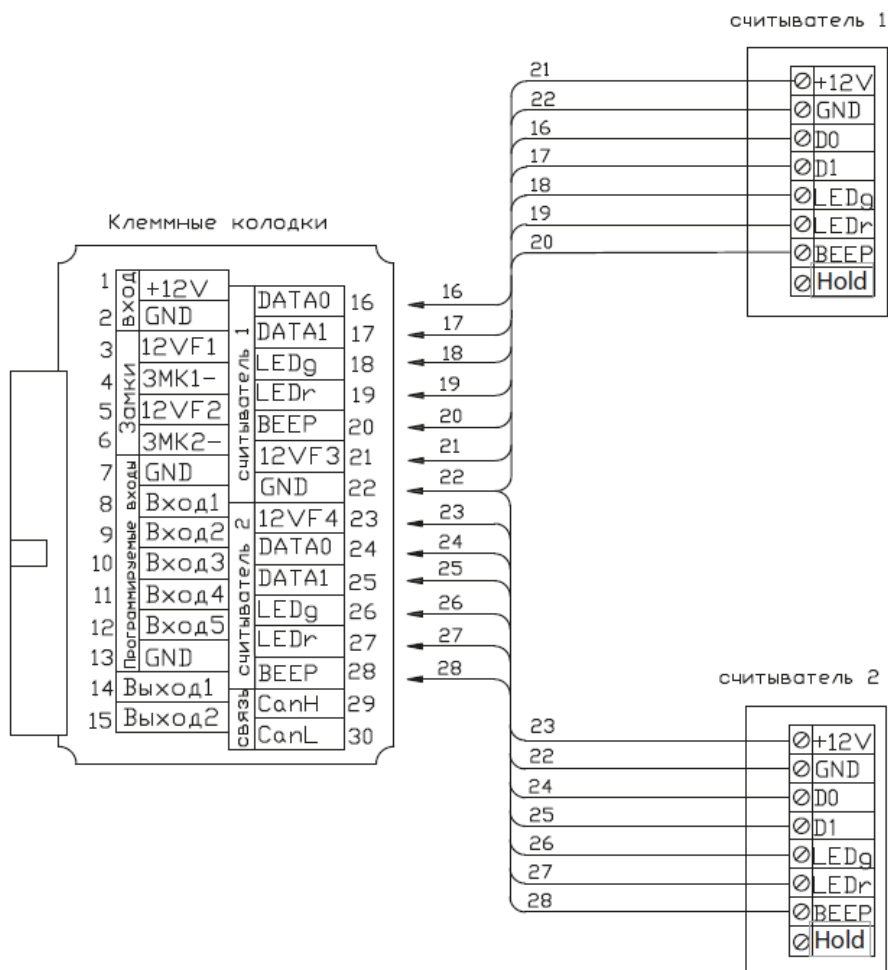 считыватель 1
21 +12V
22 GND
16 D0
17 D1
18 LEDg
19 LEDr
20 BEEP
Hold
Клеммные колодки
вход
1 +12V
2 GND
Замки
3 12VF1
4 ЗМК1-
5 12VF2
6 ЗМК2-
Программируемые входы
7 GND
8 Вход1
9 Вход2
10 Вход3
11 Вход4
12 Вход5
13 GND
14 Выход1
15 Выход2
считыватель 1
DATA0 16
DATA1 17
LEDg 18
LEDr 19
BEEP 20
12VF3 21
GND 22
считыватель 2
12VF4 23
DATA0 24
DATA1 25
LEDg 26
LEDr 27
BEEP 28
связь
CanH 29
CanL 30
16
17
18
19
20
21
22
23
24
25
26
27
28
считыватель 2
23 +12V
22 GND
24 D0
25 D1
26 LEDg
27 LEDr
28 BEEP
Hold